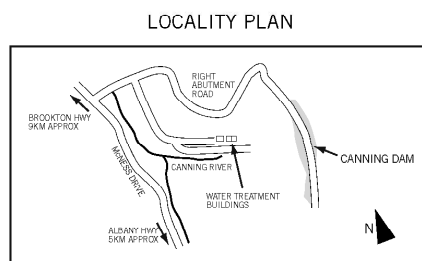 LOCALITY PLAN
RIGHT
ABUTMENT
ROAD
BROOKTON HWY
9KM APPROX
McNESS DRIVE
CANNING RIVER
CANNING DAM
WATER TREATMENT
BUILDINGS
ALBANY HWY
5KM APPROX
N